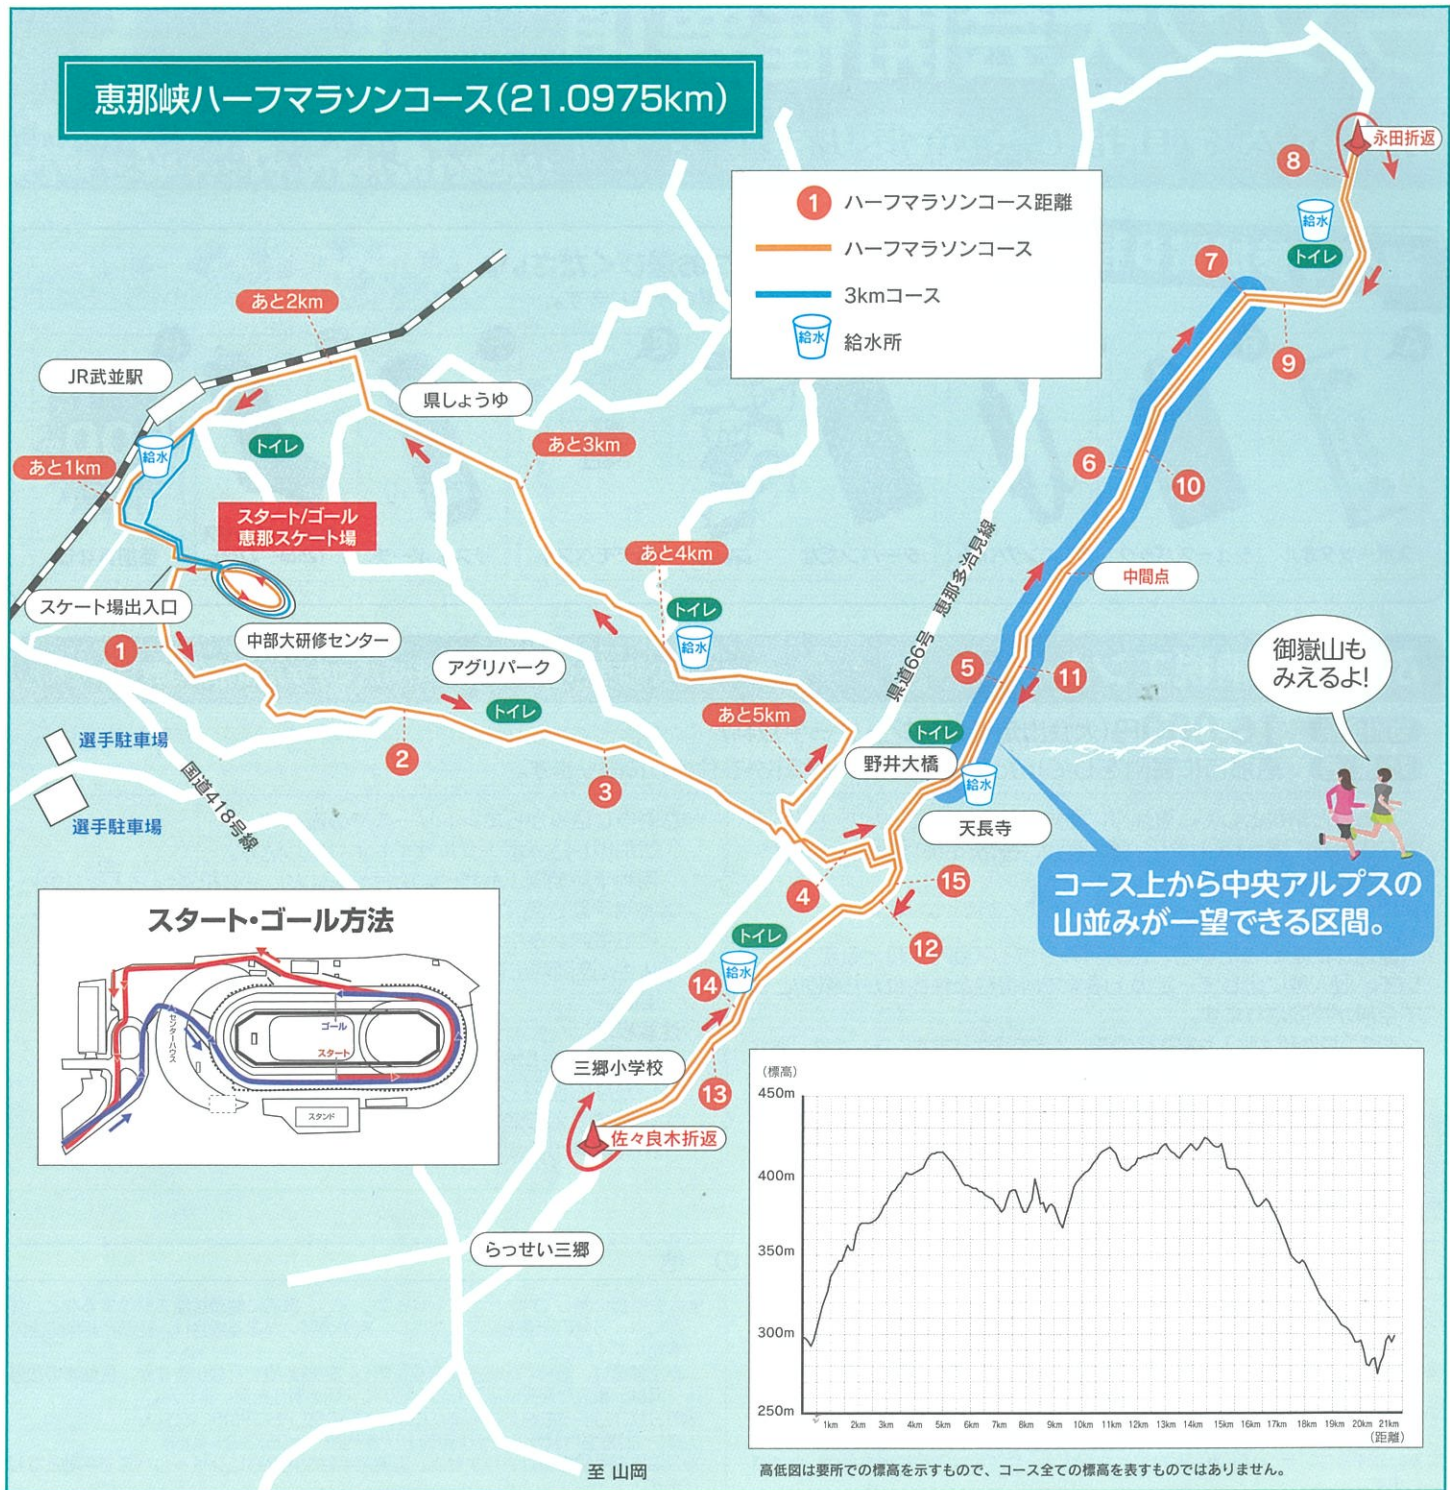 恵那峡ハーフマラソンコース(21.0975km)
永田折返
8
給水
トイレ
1 ハーフマラソンコース距離
ハーフマラソンコース
3kmコース
給水 給水所
7
9
あと2km
JR武並駅
県しょうゆ
トイレ
給水
あと1km
あと3km
6
10
スタート/ゴール
恵那スケート場
あと4km
中間点
トイレ
給水
県道66号 恵那多治見線
スケート場出入口
中部大研修センター
1
アグリパーク
トイレ
5
11
御嶽山も
みえるよ!
あと5km
トイレ
野井大橋
給水
天長寺
2
3
選手駐車場
選手駐車場
国道418号線
4
15
12
コース上から中央アルプスの
山並みが一望できる区間。
トイレ
給水
14
13
三郷小学校
佐々良木折返
らっせい三郷
至 山岡
スタート・ゴール方法
センターハウス
ゴール
スタート
スタンド
(標高)
450m
400m
350m
300m
250m
1km 2km 3km 4km 5km 6km 7km 8km 9km 10km 11km 12km 13km 14km 15km 16km 17km 18km 19km 20km 21km
(距離)
高低図は要所での標高を示すもので、コース全ての標高を表すものではありません。